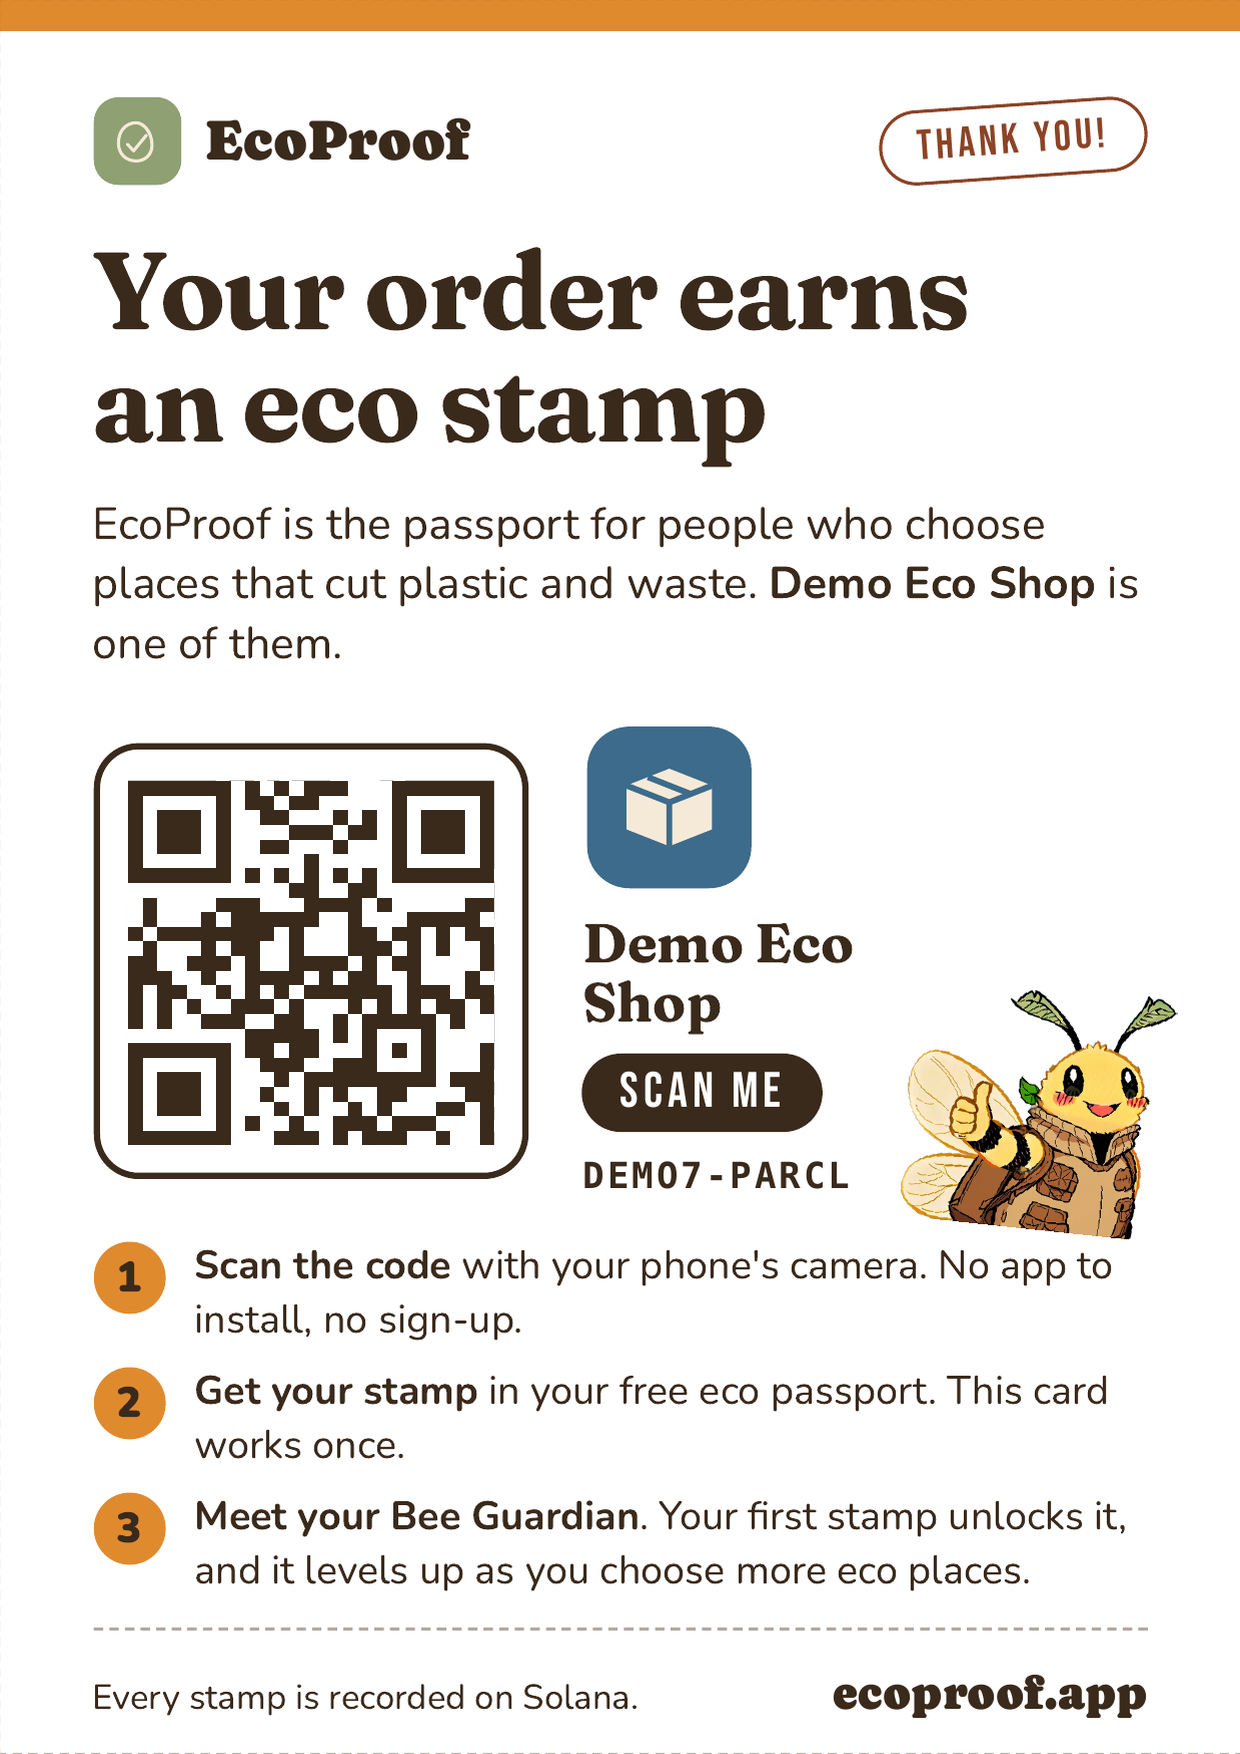 EcoProof
THANK YOU!
Your order earns
an eco stamp
EcoProof is the passport for people who choose
places that cut plastic and waste. Demo Eco Shop is
one of them.
Demo Eco
Shop
SCAN ME
DEMO7-PARCL
1
Scan the code with your phone's camera. No app to
install, no sign-up.
2
Get your stamp in your free eco passport. This card
works once.
3
Meet your Bee Guardian. Your first stamp unlocks it,
and it levels up as you choose more eco places.
Every stamp is recorded on Solana.
ecoproof.app